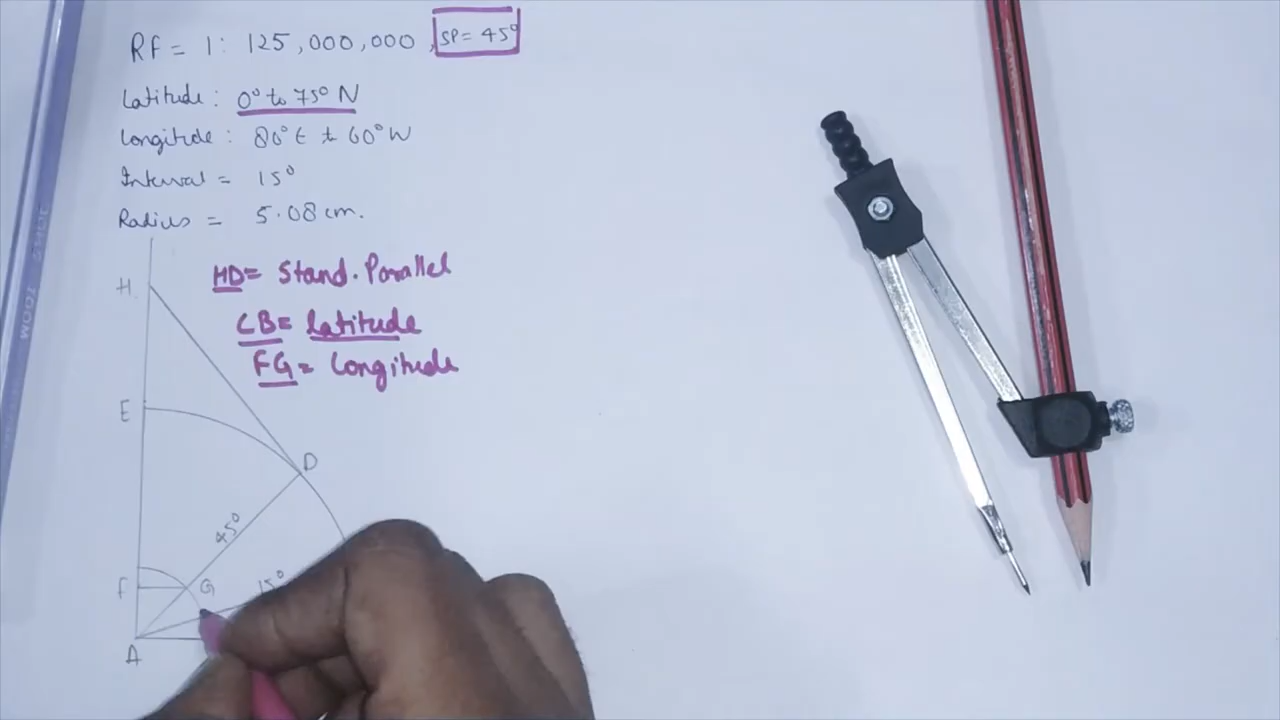 RF = 1 : 125,000,000, SP = 45°
Latitude : 0° to 75° N
Longitude : 80° E to 60° W
Interval = 15°
Radius = 5.08 cm.
H
HD = Stand. Parallel
CB = Latitude
FG = Longitude
E
D
45°
F
G
15°
A